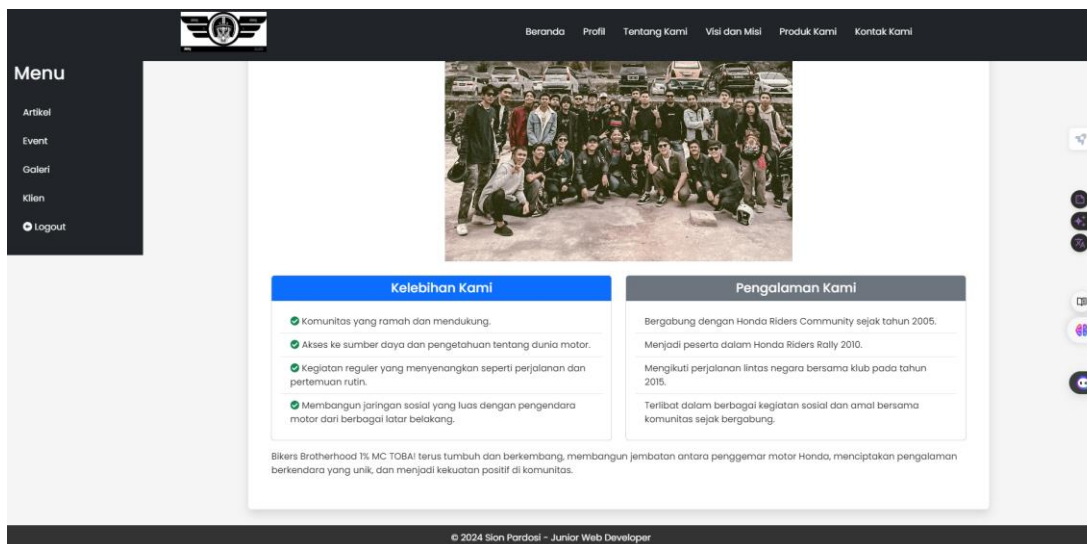 Beranda Profil Tentang Kami Visi dan Misi Produk Kami Kontak Kami
Menu
Artikel
Event
Galeri
Klien
Logout
Kelebihan Kami
Komunitas yang ramah dan mendukung.
Akses ke sumber daya dan pengetahuan tentang dunia motor.
Kegiatan reguler yang menyenangkan seperti perjalanan dan
pertemuan rutin.
Membangun jaringan sosial yang luas dengan pengendara
motor dari berbagai latar belakang.
Pengalaman Kami
Bergabung dengan Honda Riders Community sejak tahun 2005.
Menjadi peserta dalam Honda Riders Rally 2010.
Mengikuti perjalanan lintas negara bersama klub pada tahun
2015.
Terlibat dalam berbagai kegiatan sosial dan amal bersama
komunitas sejak bergabung.
Bikers Brotherhood 1% MC TOBA! terus tumbuh dan berkembang, membangun jembatan antara penggemar motor Honda, menciptakan pengalaman
berkendara yang unik, dan menjadi kekuatan positif di komunitas.
© 2024 Sion Pardosi - Junior Web Developer